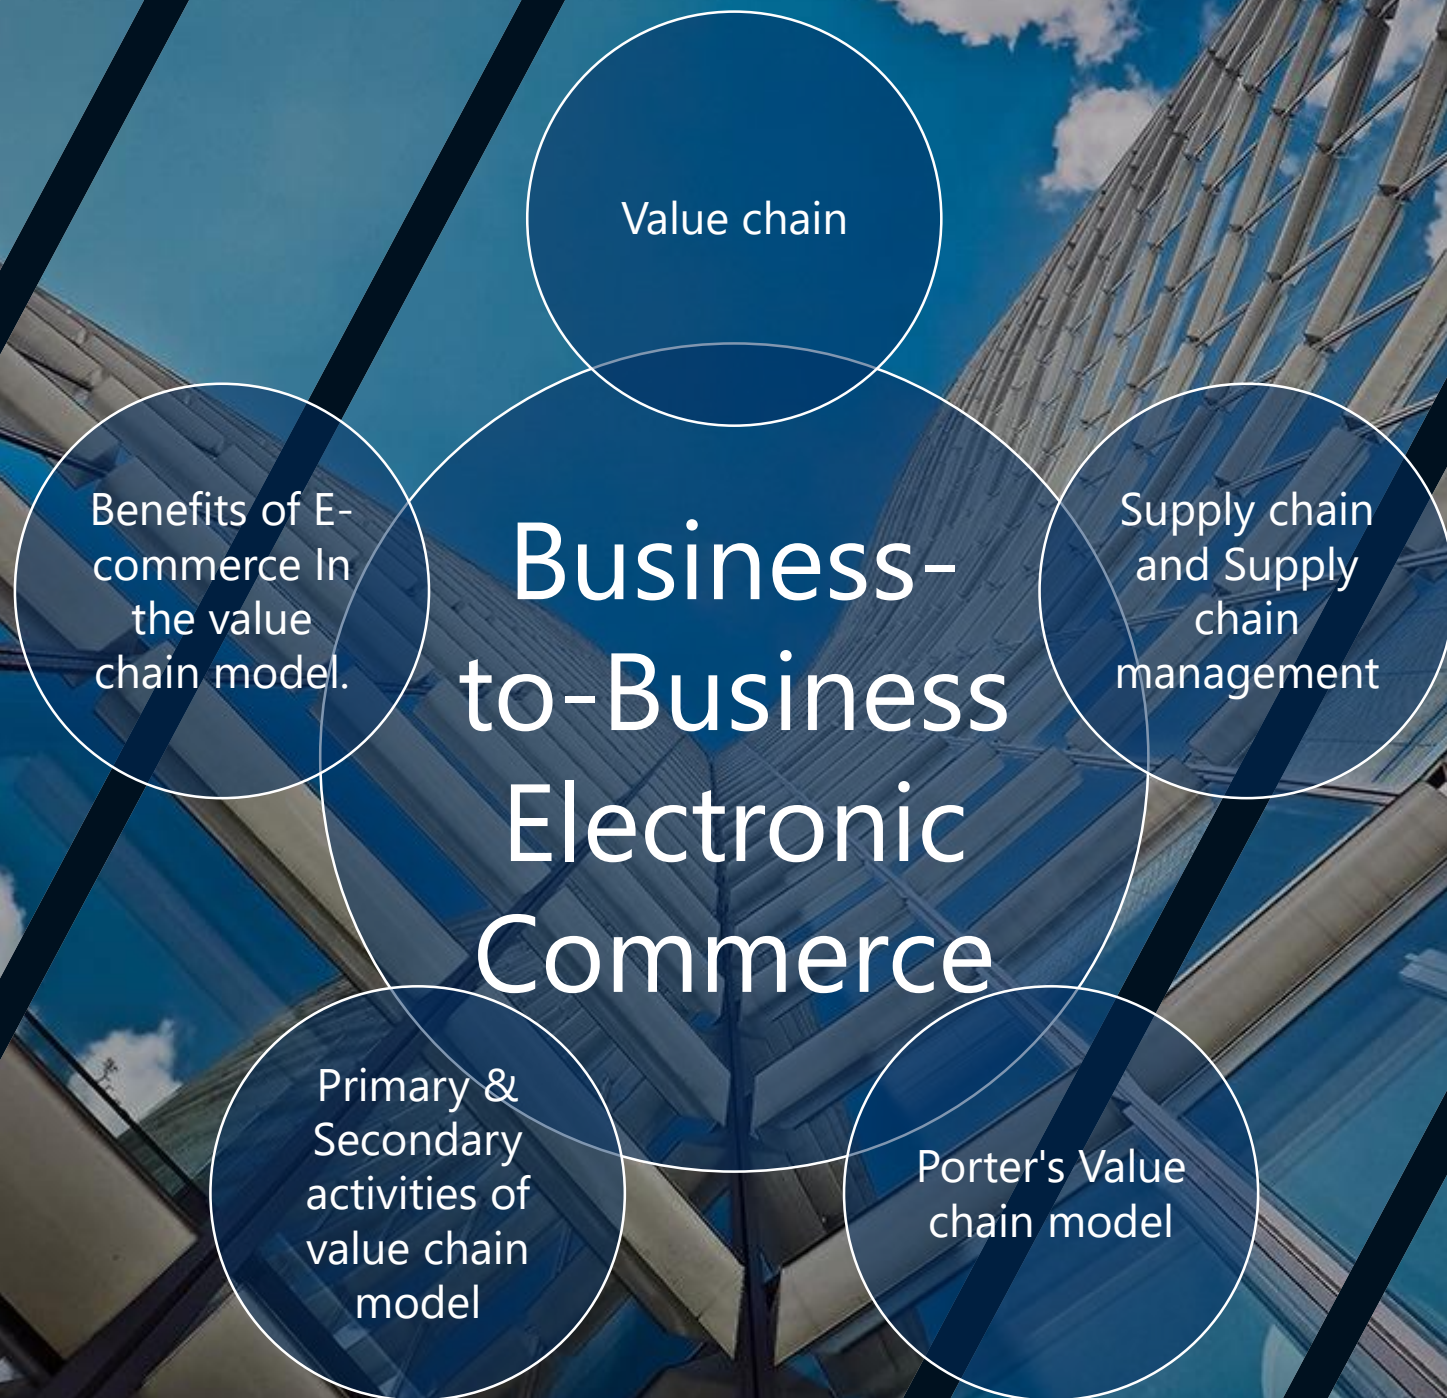 Value chain
Benefits of E-
commerce In
the value
chain model.
Business-
to-Business
Electronic
Commerce
Supply chain
and Supply
chain
management
Primary &
Secondary
activities of
value chain
model
Porter's Value
chain model